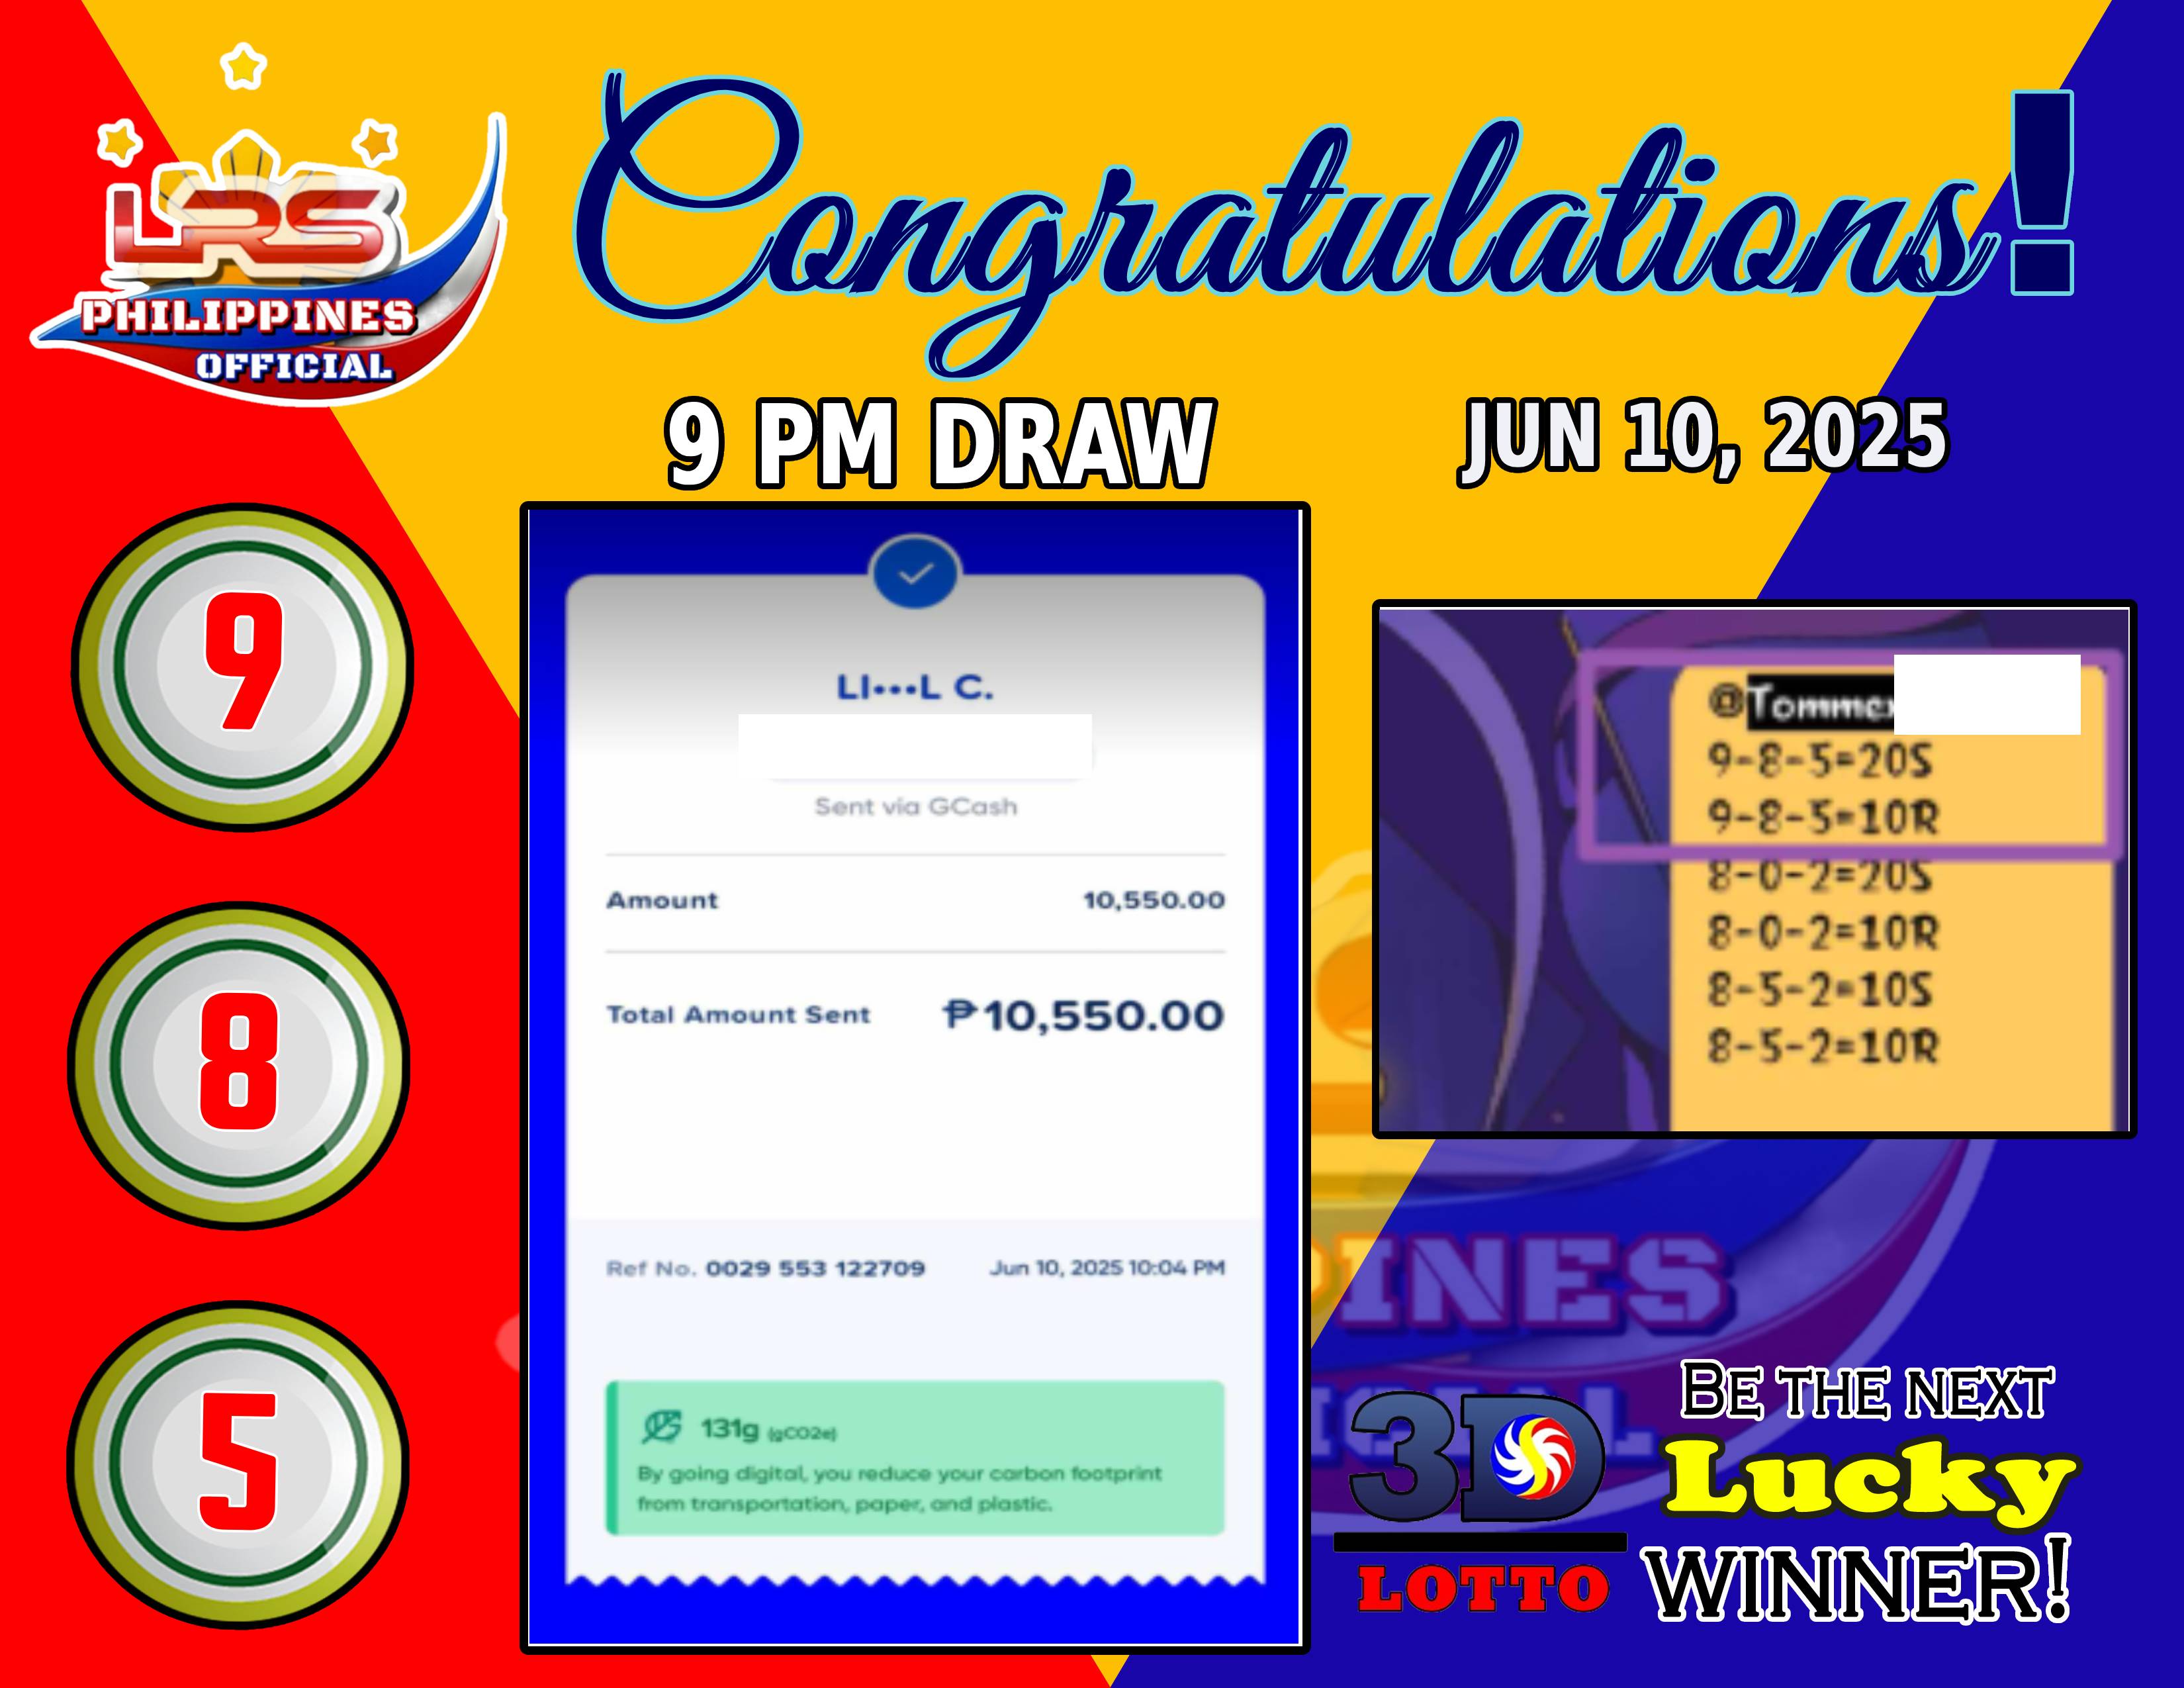 LRS
PHILIPPINES
OFFICIAL
Congratulations!
9 PM DRAW
JUN 10, 2025
9
8
5
LI•••L C.
Sent via GCash
Amount 10,550.00
Total Amount Sent ₱10,550.00
Ref No. 0029 553 122709 Jun 10, 2025 10:04 PM
131g (gCO2e)
By going digital, you reduce your carbon footprint
from transportation, paper, and plastic.
@Tommex
9-8-5=20S
9-8-5=10R
8-0-2=20S
8-0-2=10R
8-5-2=10S
8-5-2=10R
PINES
ICIAL
3D
LOTTO
BE THE NEXT
Lucky
WINNER!